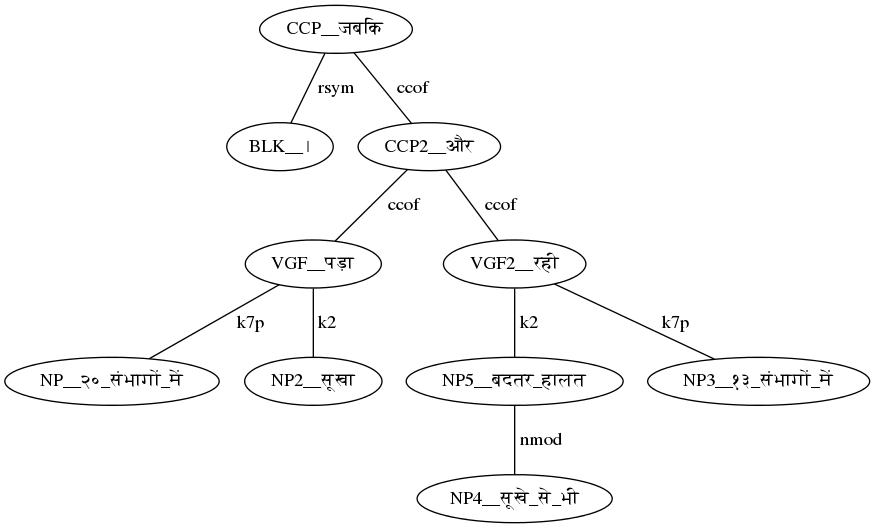 CCP__जबकि
rsym ccof
BLK__। CCP2__और
ccof ccof
VGF__पड़ा VGF2__रही
k7p k2 k2 k7p
NP__२०_संभागों_में NP2__सूखा NP5__बदतर_हालत NP3__१३_संभागों_में
nmod
NP4__सूखे_से_भी